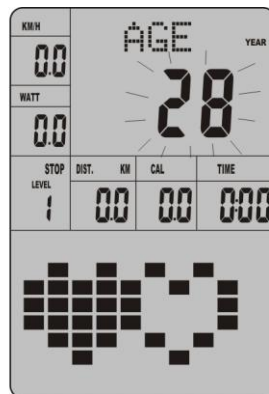 KM/H
0.0
AGE
YEAR
28
WATT
0.0
STOP
LEVEL
1
DIST. KM
0.0
CAL
0.0
TIME
0:00